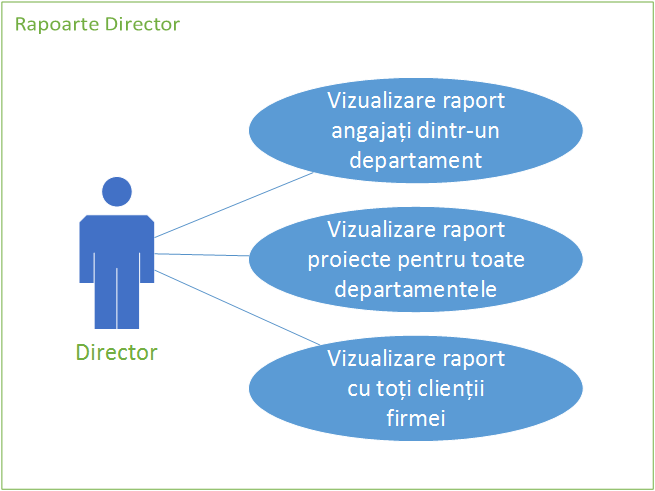 Rapoarte Director
Vizualizare raport
angajați dintr-un
departament
Vizualizare raport
proiecte pentru toate
departamentele
Director
Vizualizare raport
cu toți clienții
firmei